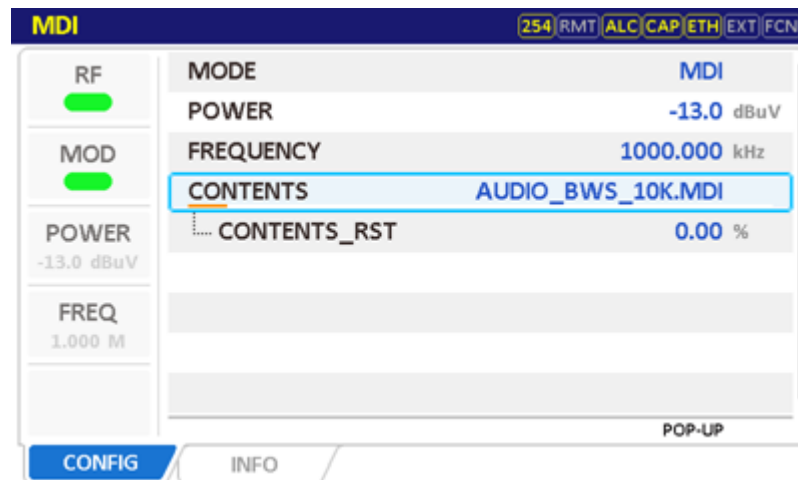 MDI 254 RMT ALC CAP ETH EXT FCN
RF
MOD
POWER
-13.0 dBuV
FREQ
1.000 M
MODE MDI
POWER -13.0 dBuV
FREQUENCY 1000.000 kHz
CONTENTS AUDIO_BWS_10K.MDI
CONTENTS_RST 0.00 %
POP-UP
CONFIG INFO